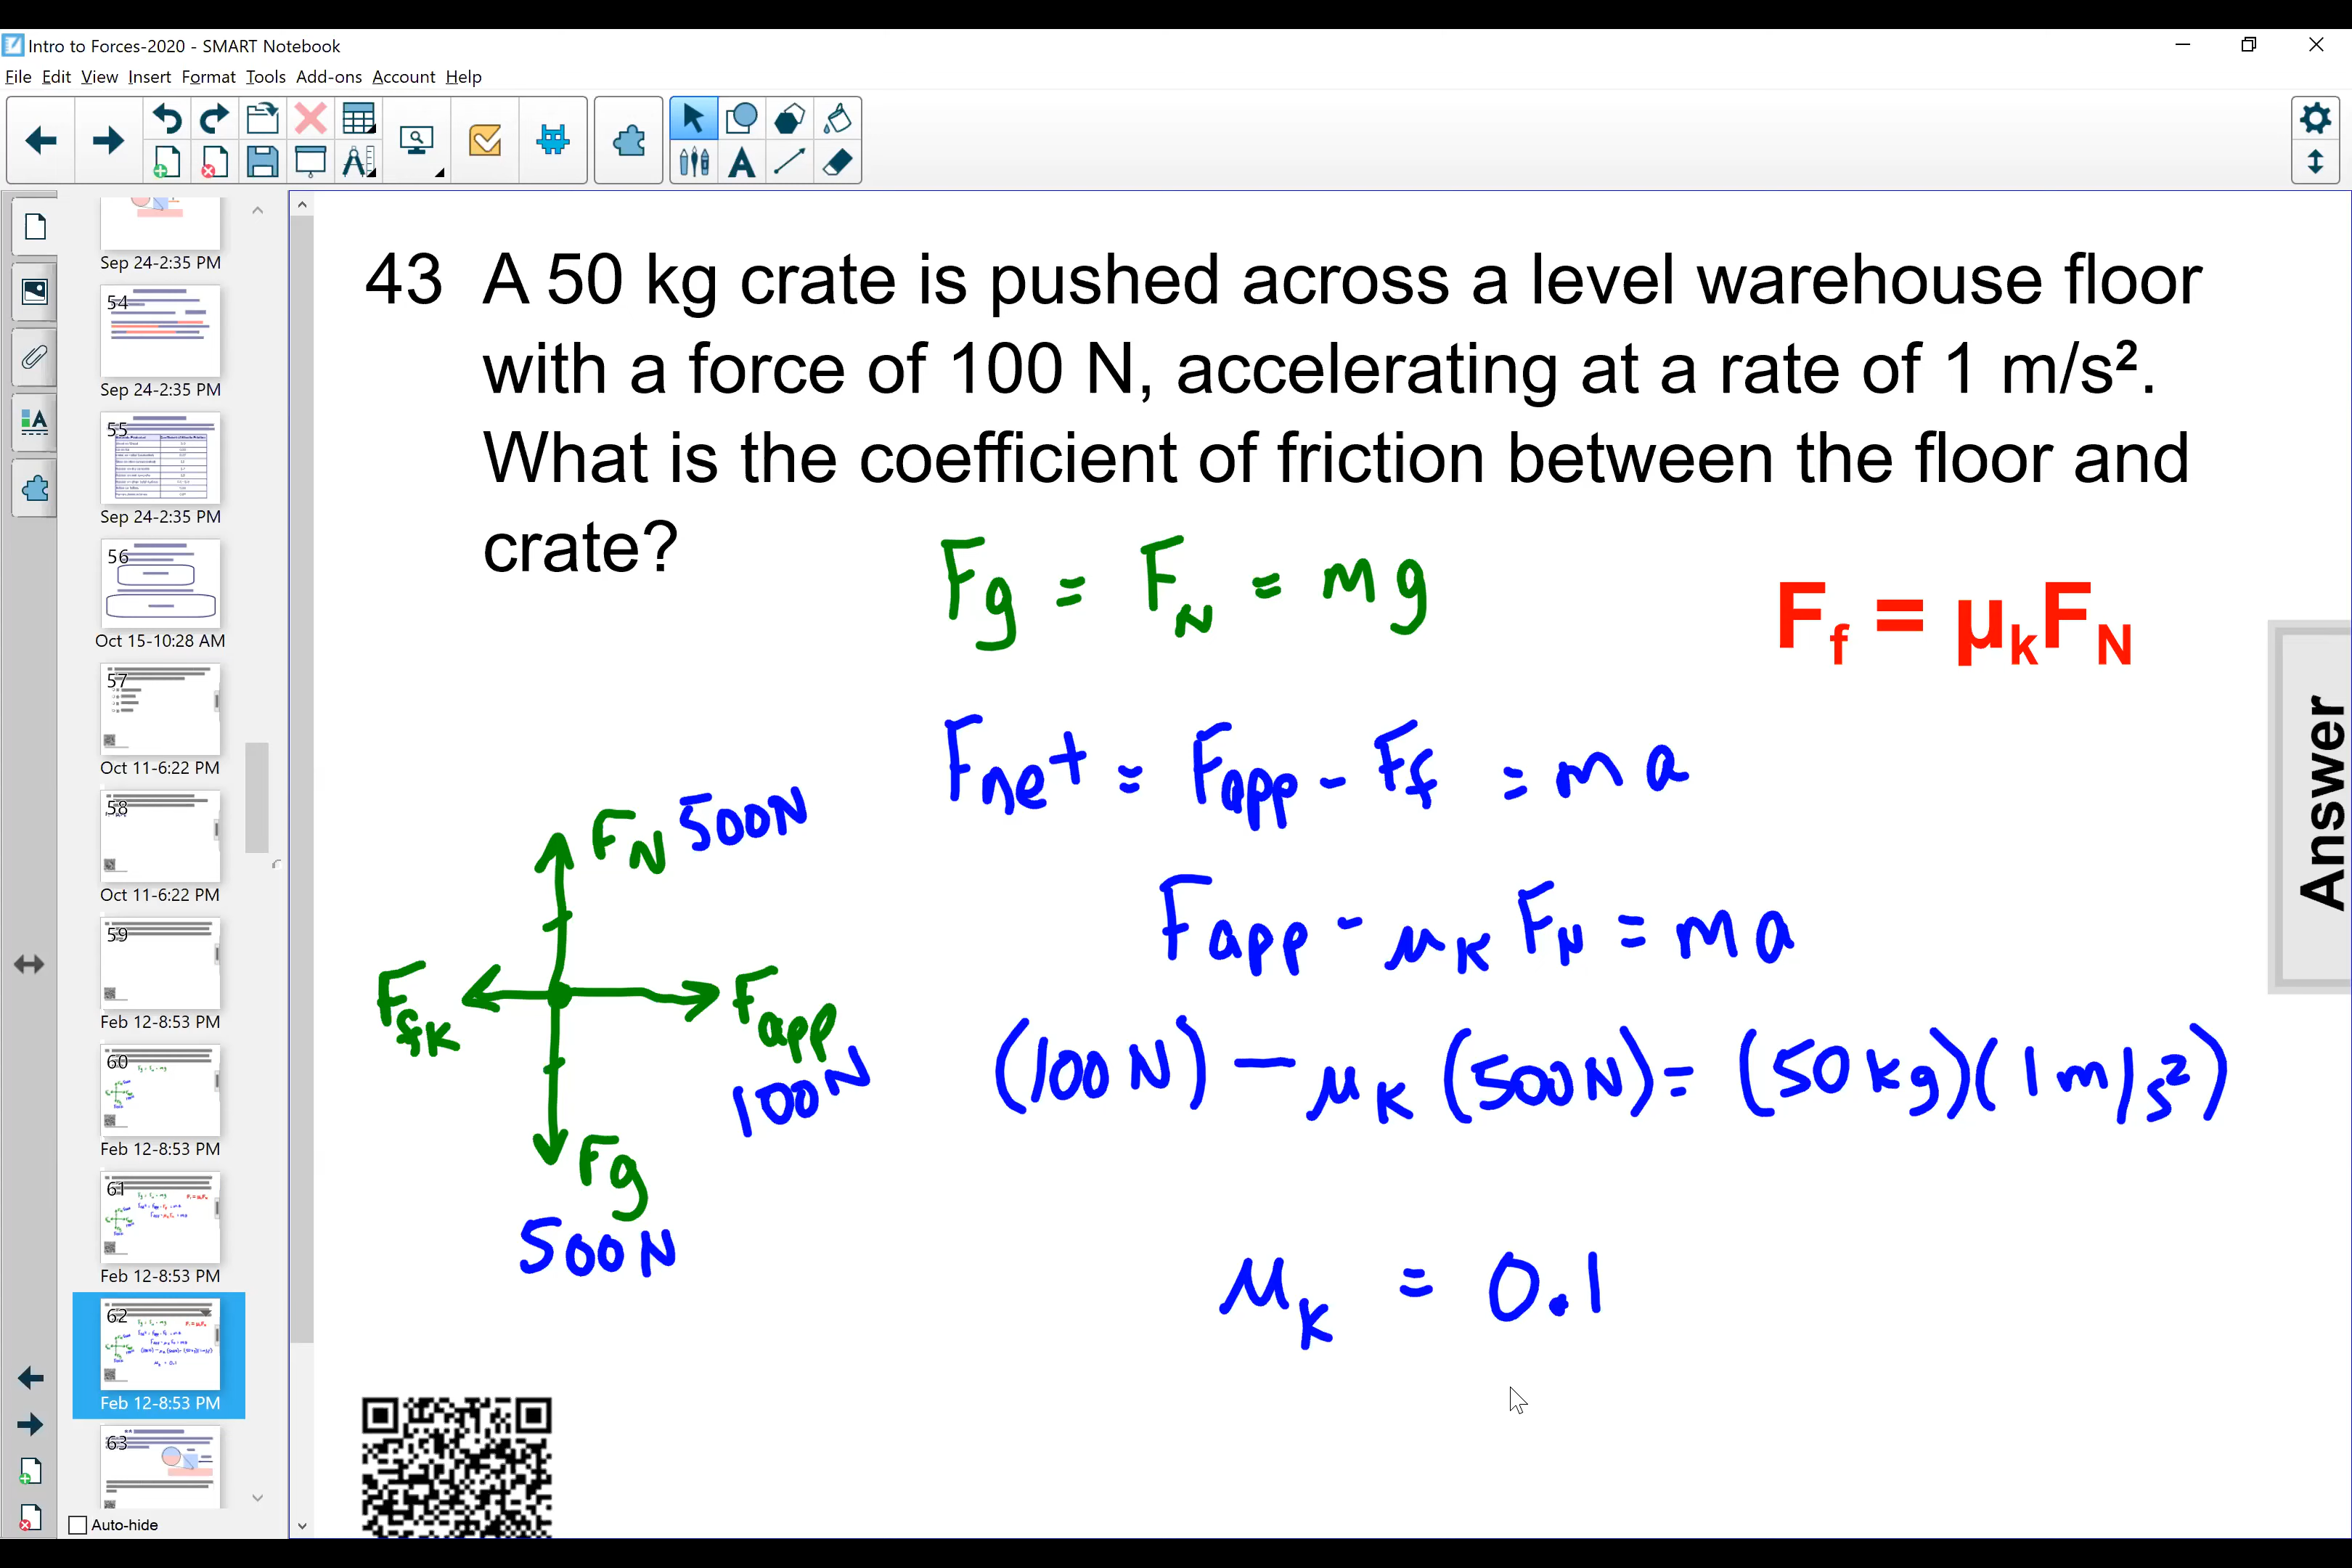 Intro to Forces-2020 - SMART Notebook
File Edit View Insert Format Tools Add-ons Account Help
Sep 24-2:35 PM
54
Sep 24-2:35 PM
55
Sep 24-2:35 PM
56
Oct 15-10:28 AM
57
Oct 11-6:22 PM
58
Oct 11-6:22 PM
59
Feb 12-8:53 PM
60
Feb 12-8:53 PM
61
Feb 12-8:53 PM
62
Feb 12-8:53 PM
63
Auto-hide
43 A 50 kg crate is pushed across a level warehouse floor
with a force of 100 N, accelerating at a rate of 1 m/s².
What is the coefficient of friction between the floor and
crate?
Fg = FN = mg
Ff = μkFN
Fnet = Fapp - Ff = ma
FN 500N
Fapp - μk FN = ma
Ffk
Fapp
100N
(100N) - μk (500N) = (50kg)(1m/s²)
Fg
500N
μk = 0.1
Answer